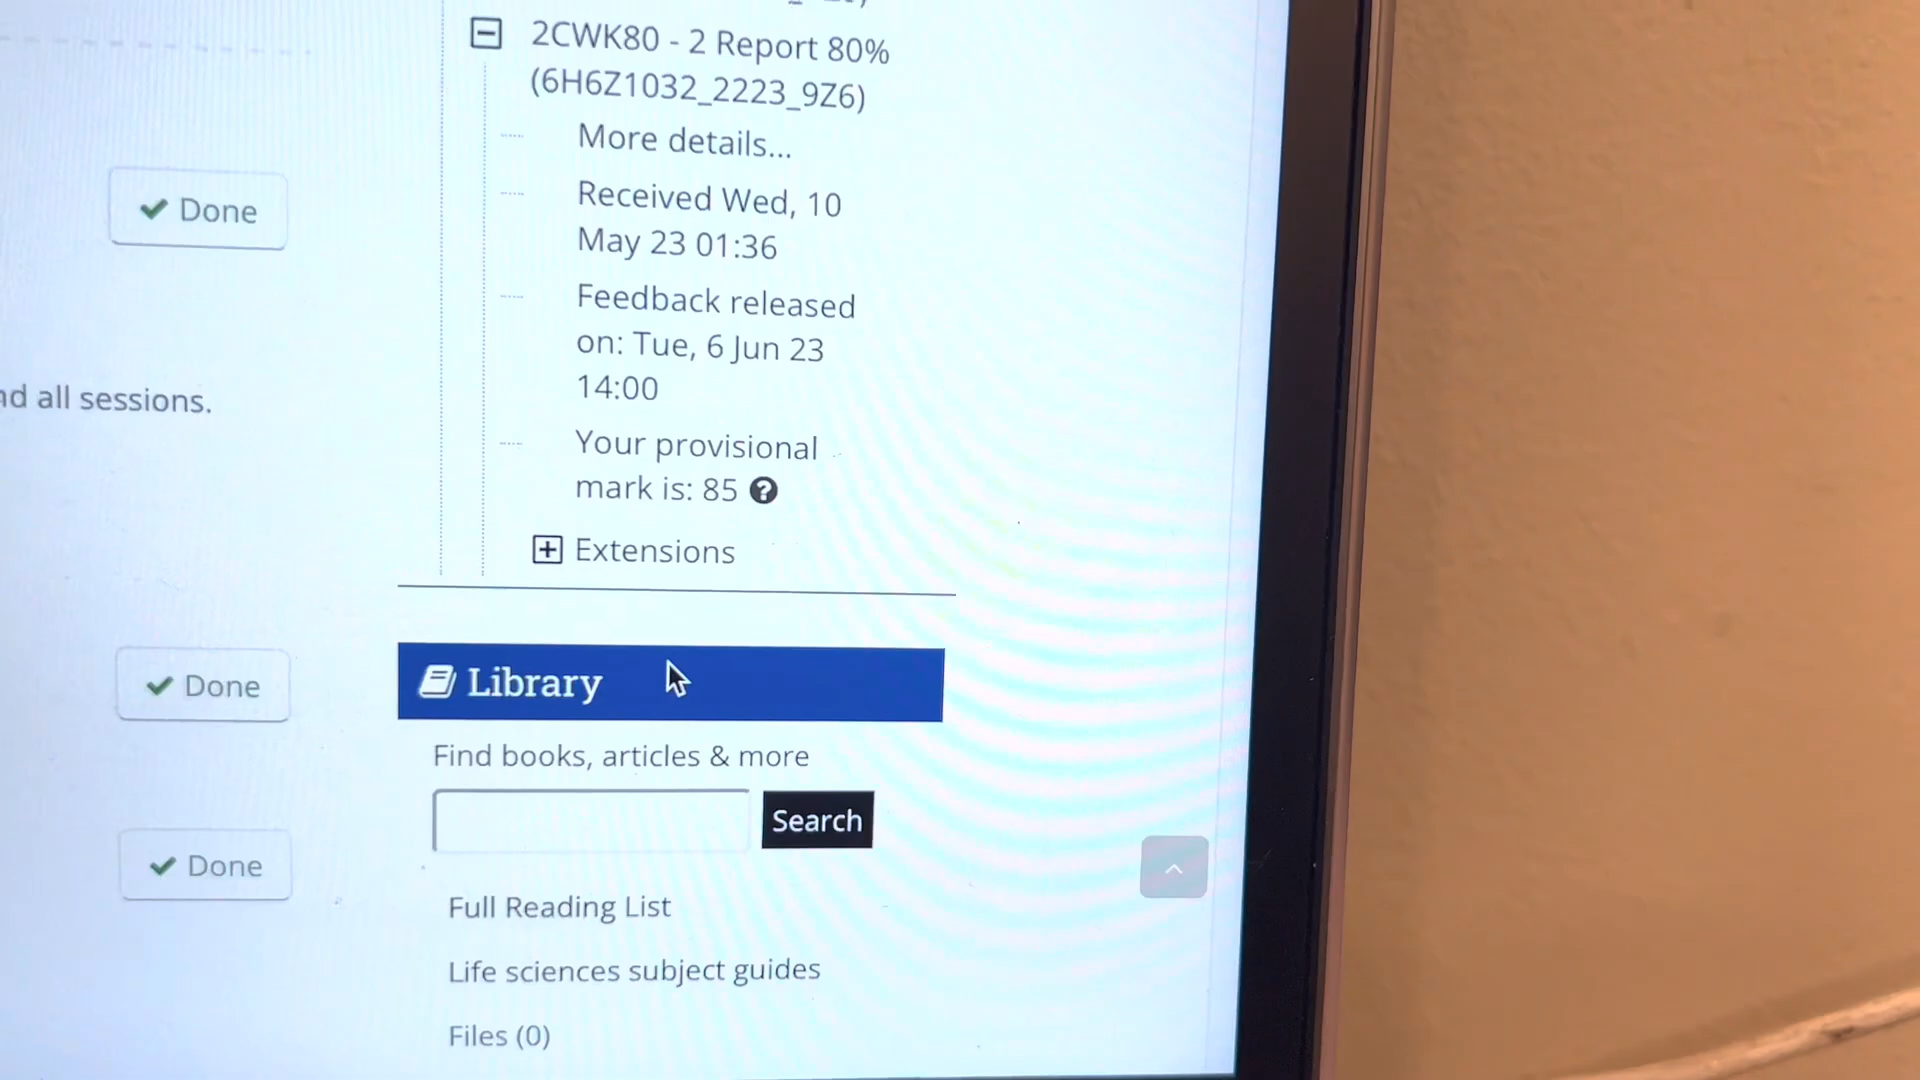 2CWK80 - 2 Report 80%
(6H6Z1032_2223_9Z6)
More details...
Done
Received Wed, 10
May 23 01:36
Feedback released
on: Tue, 6 Jun 23
14:00
all sessions.
Your provisional
mark is: 85 ?
Extensions
Library
Done
Find books, articles & more
Search
Done
Full Reading List
Life sciences subject guides
Files (0)